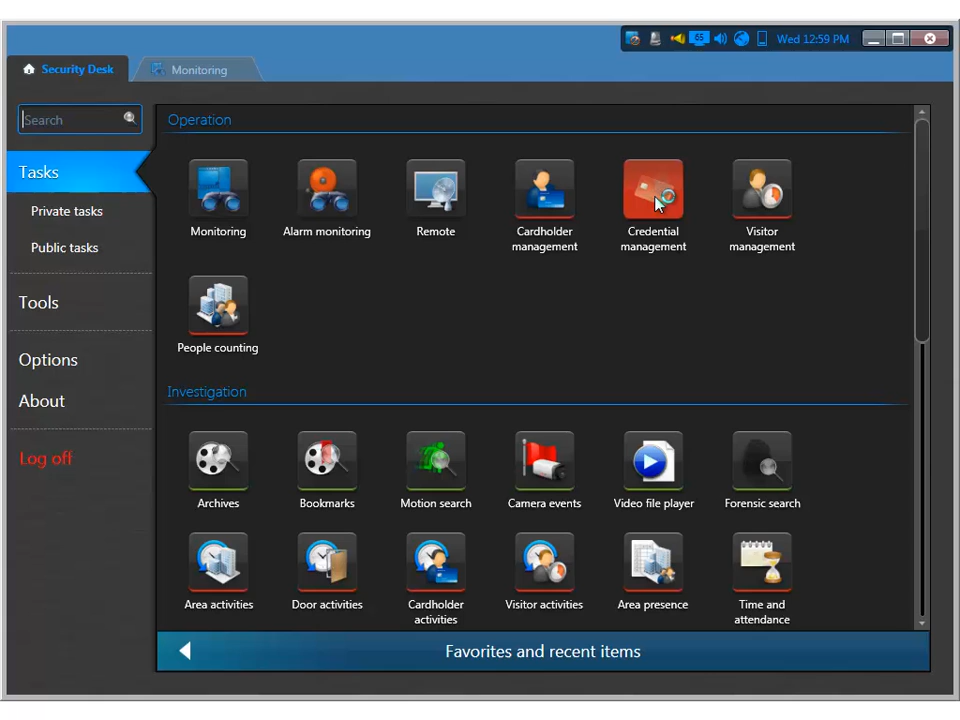 65
Wed 12:59 PM
Security Desk
Monitoring
Search
Tasks
Private tasks
Public tasks
Tools
Options
About
Log off
Operation
Monitoring
Alarm monitoring
Remote
Cardholder
management
Credential
management
Visitor
management
People counting
Investigation
Archives
Bookmarks
Motion search
Camera events
Video file player
Forensic search
Area activities
Door activities
Cardholder
activities
Visitor activities
Area presence
Time and
attendance
Favorites and recent items